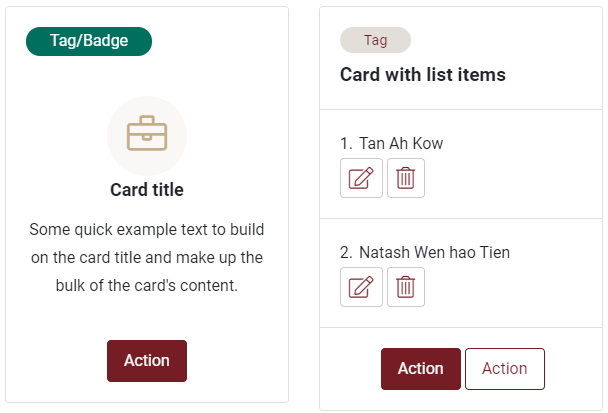 Tag/Badge
Card title
Some quick example text to build
on the card title and make up the
bulk of the card's content.
Action
Tag
Card with list items
1. Tan Ah Kow
2. Natash Wen hao Tien
Action
Action